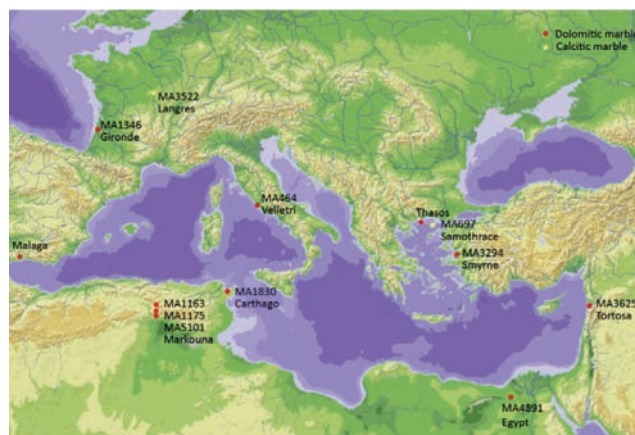 Dolomitic marble
Calcitic marble
MA3522
Langres
MA1346
Gironde
MA464
Velletri
Thasos
MA697
Samothrace
MA3294
Smyrne
Malaga
MA1830
Carthago
MA1163
MA1175
MA5101
Markouna
MA3625
Tortosa
MA4891
Egypt